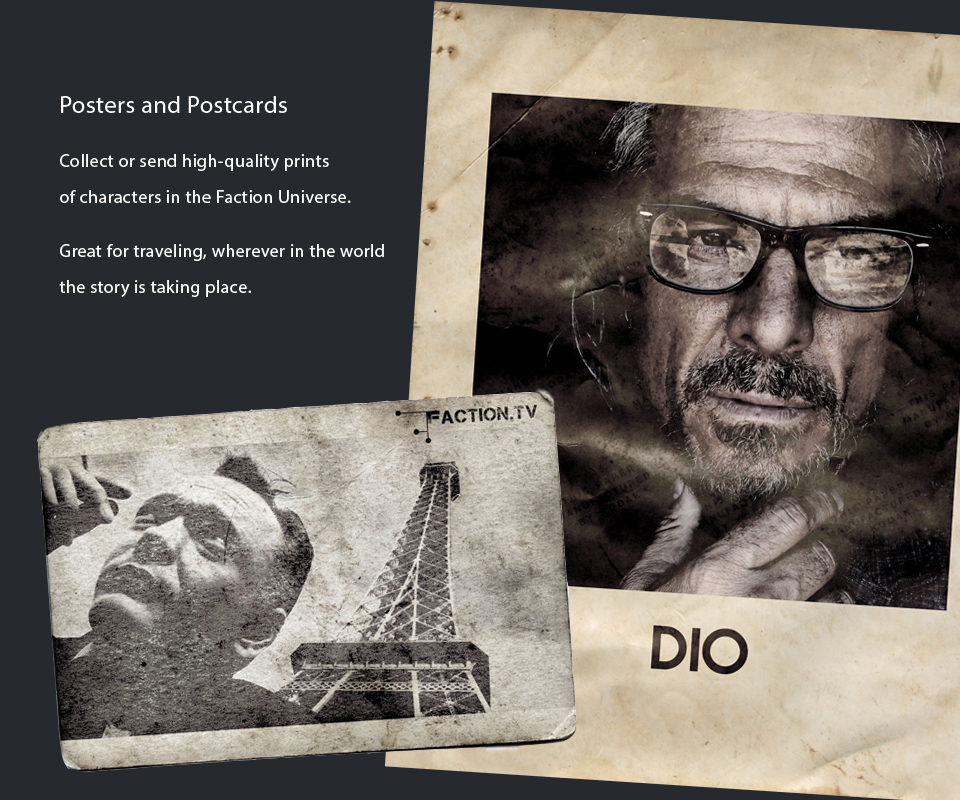 Posters and Postcards
Collect or send high-quality prints
of characters in the Faction Universe.
Great for traveling, wherever in the world
the story is taking place.
FACTION.TV
DIO